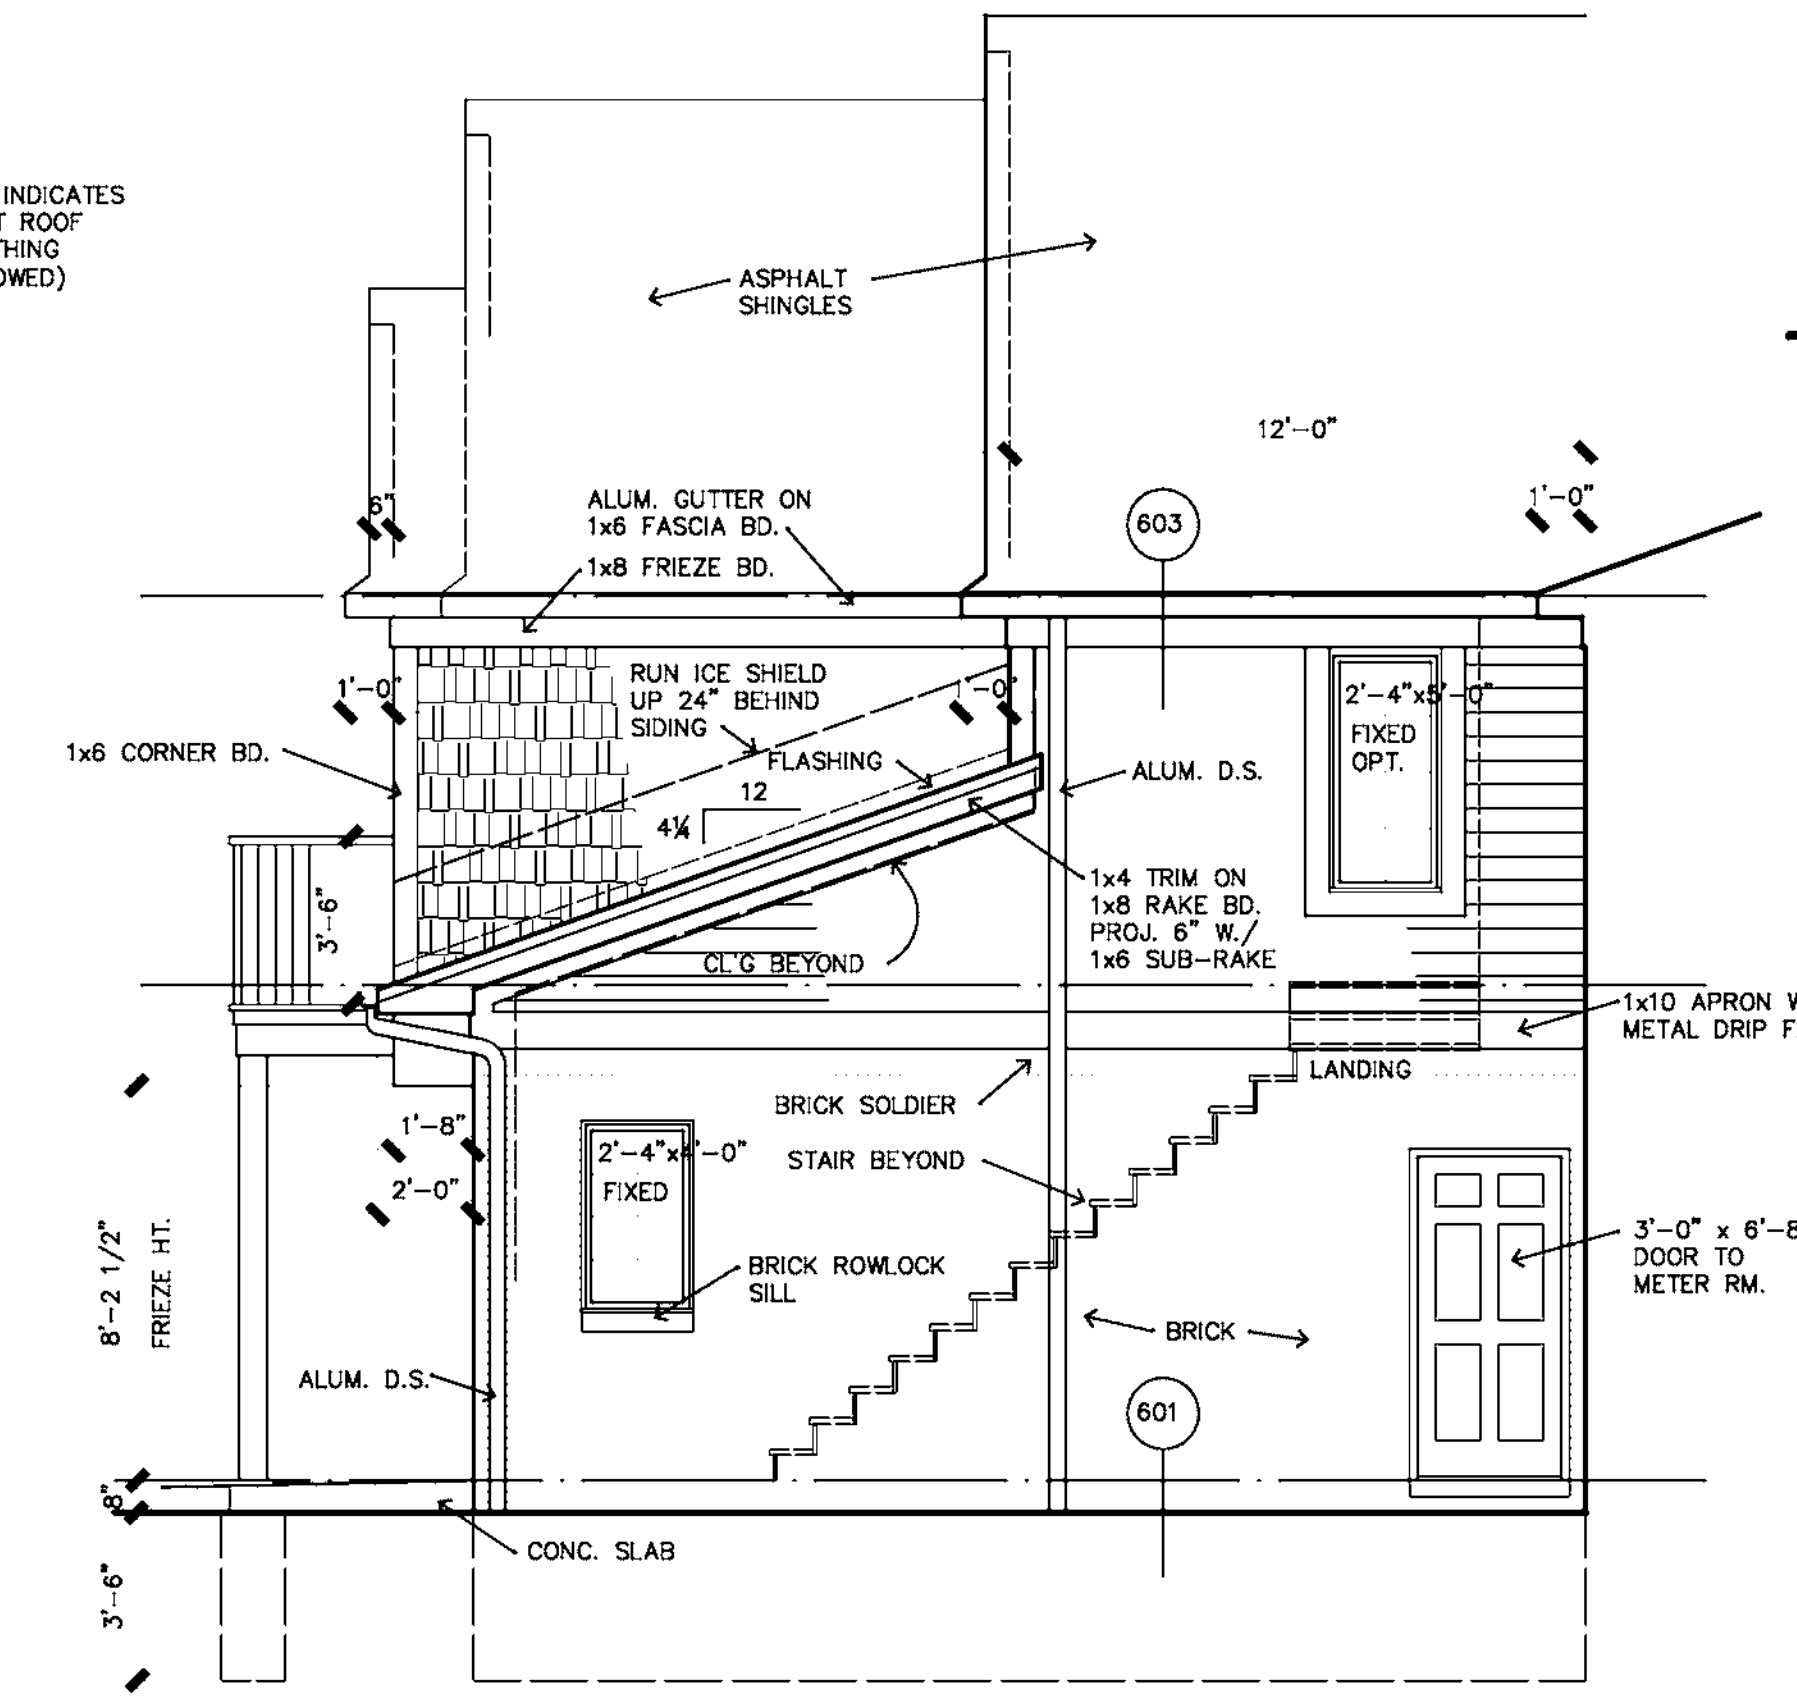 INDICATES
ROOF
OWED)
ASPHALT
SHINGLES
12'-0"
6"
ALUM. GUTTER ON
1x6 FASCIA BD.
1x8 FRIEZE BD.
603
1'-0"
1'-0"
RUN ICE SHIELD
UP 24" BEHIND
SIDING
1'-0"
2'-4"x5'-0"
FIXED
OPT.
1x6 CORNER BD.
FLASHING
12
4¼
ALUM. D.S.
3'-6"
1x4 TRIM ON
1x8 RAKE BD.
PROJ. 6" W./
1x6 SUB-RAKE
CL'G BEYOND
1x10 APRON W
METAL DRIP F
LANDING
BRICK SOLDIER
1'-8"
2'-0"
2'-4"x4'-0"
FIXED
STAIR BEYOND
8'-2 1/2"
FRIEZE HT.
BRICK ROWLOCK
SILL
3'-0" x 6'-8
DOOR TO
METER RM.
BRICK
ALUM. D.S.
601
8"
CONC. SLAB
3'-6"